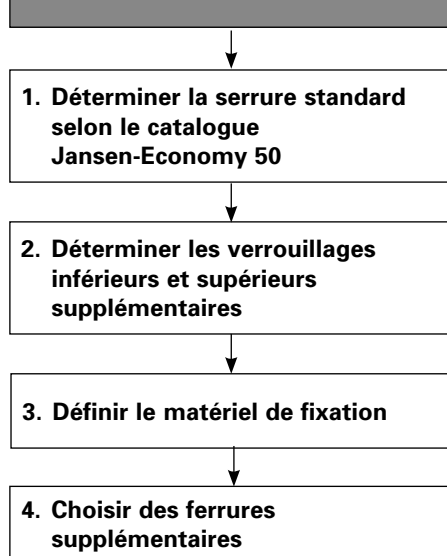 1. Déterminer la serrure standard
selon le catalogue
Jansen-Economy 50
2. Déterminer les verrouillages
inférieurs et supérieurs
supplémentaires
3. Définir le matériel de fixation
4. Choisir des ferrures
supplémentaires